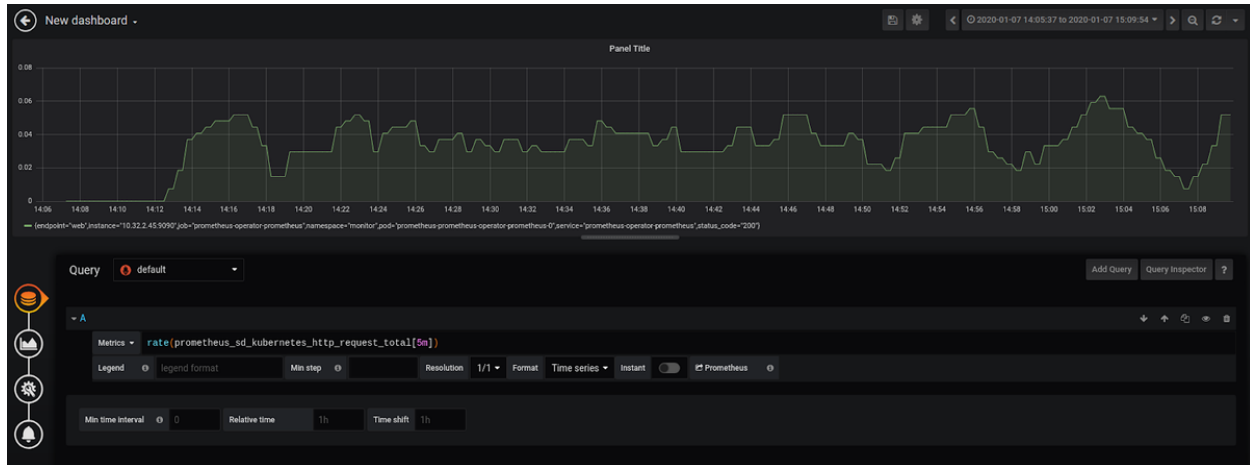 New dashboard
2020-01-07 14:05:37 to 2020-01-07 15:09:54
Panel Title
0.08
0.06
0.04
0.02
0
14:06 14:08 14:10 14:12 14:14 14:16 14:18 14:20 14:22 14:24 14:26 14:28 14:30 14:32 14:34 14:36 14:38 14:40 14:42 14:44 14:46 14:48 14:50 14:52 14:54 14:56 14:58 15:00 15:02 15:04 15:06 15:08
{endpoint="web",instance="10.32.2.45:9090",job="prometheus-operator-prometheus",namespace="monitor",pod="prometheus-prometheus-operator-prometheus-0",service="prometheus-operator-prometheus",status_code="200"}
Query default Add Query Query Inspector ?
A
Metrics rate(prometheus_sd_kubernetes_http_request_total[5m])
Legend legend format Min step Resolution 1/1 Format Time series Instant Prometheus
Min time interval 0 Relative time 1h Time shift 1h